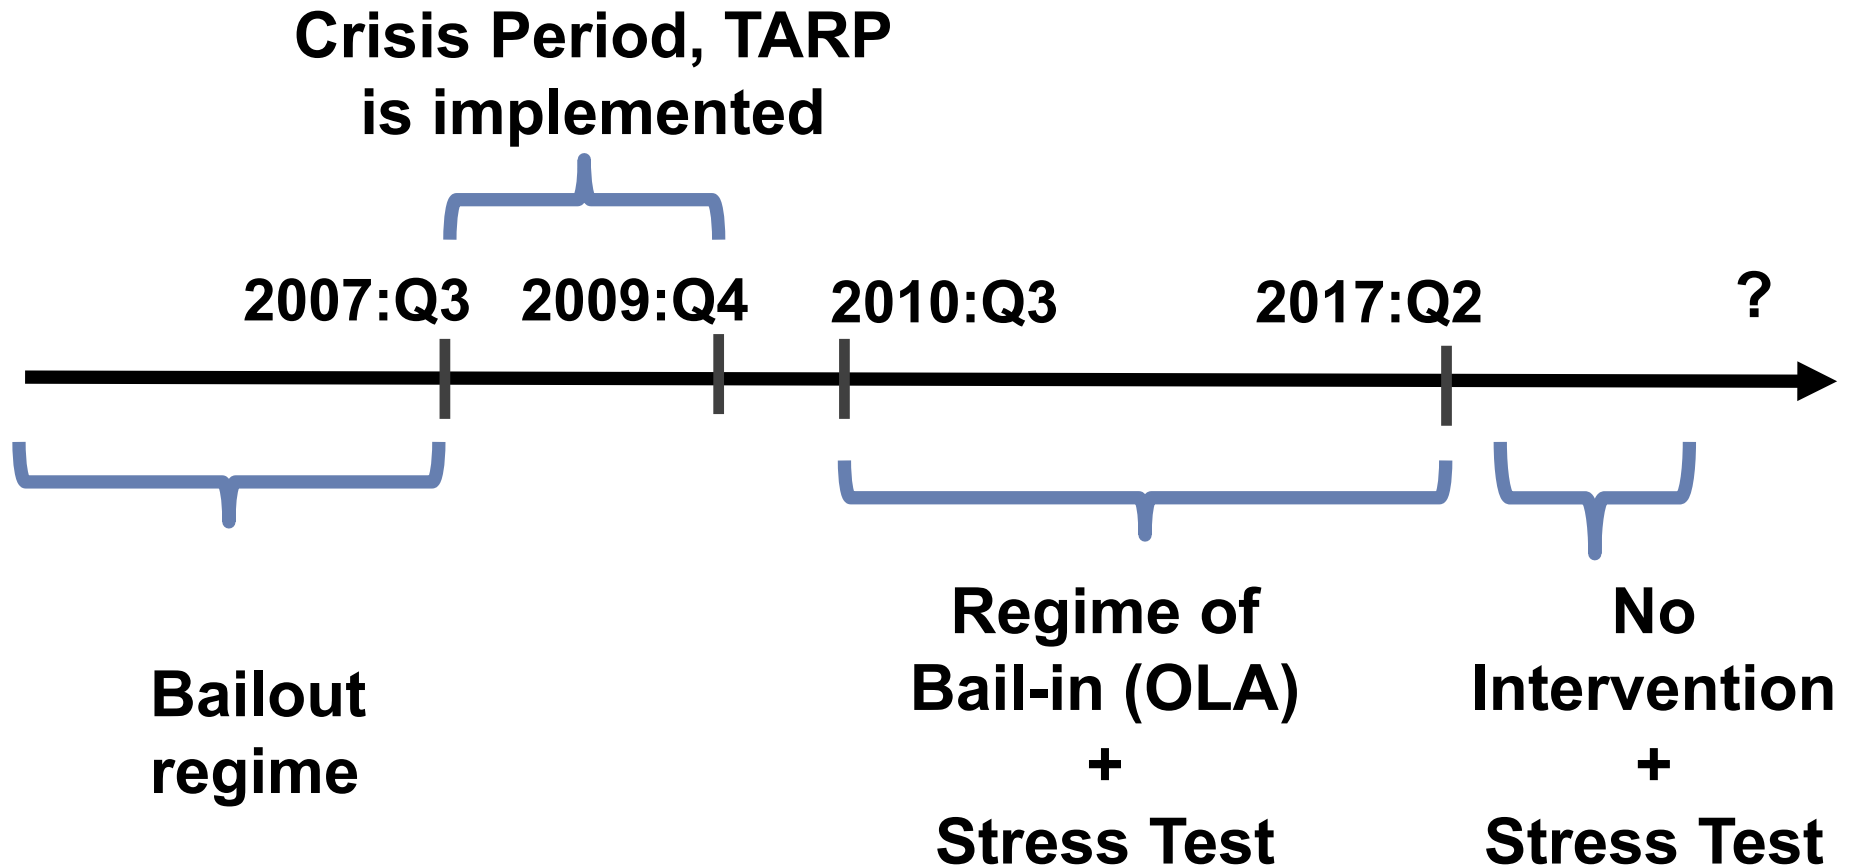 Crisis Period, TARP
is implemented
2007:Q3 2009:Q4 2010:Q3 2017:Q2 ?
Bailout
regime
Regime of
Bail-in (OLA)
+
Stress Test
No
Intervention
+
Stress Test